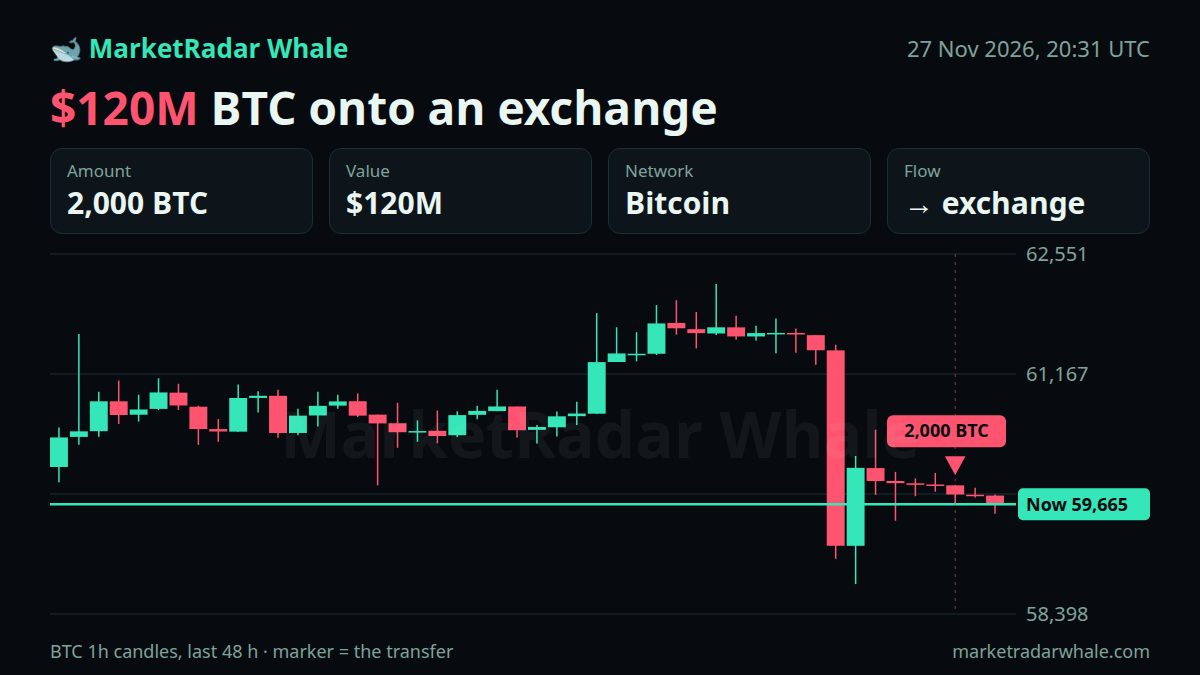 🐳 MarketRadar Whale
27 Nov 2026, 20:31 UTC
$120M BTC onto an exchange
Amount
2,000 BTC
Value
$120M
Network
Bitcoin
Flow
→ exchange
62,551
61,167
MarketRadar Whale
2,000 BTC
Now 59,665
58,398
BTC 1h candles, last 48 h · marker = the transfer
marketradarwhale.com